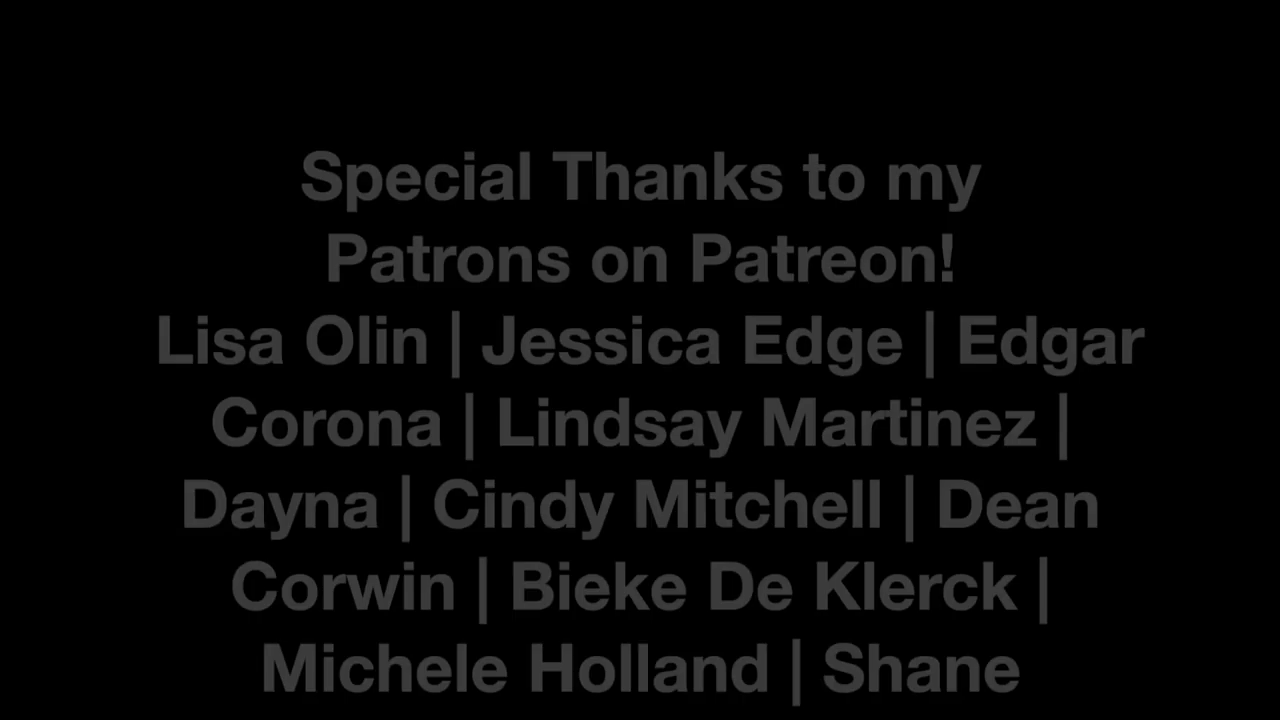 Special Thanks to my
Patrons on Patreon!
Lisa Olin | Jessica Edge | Edgar
Corona | Lindsay Martinez |
Dayna | Cindy Mitchell | Dean
Corwin | Bieke De Klerck |
Michele Holland | Shane